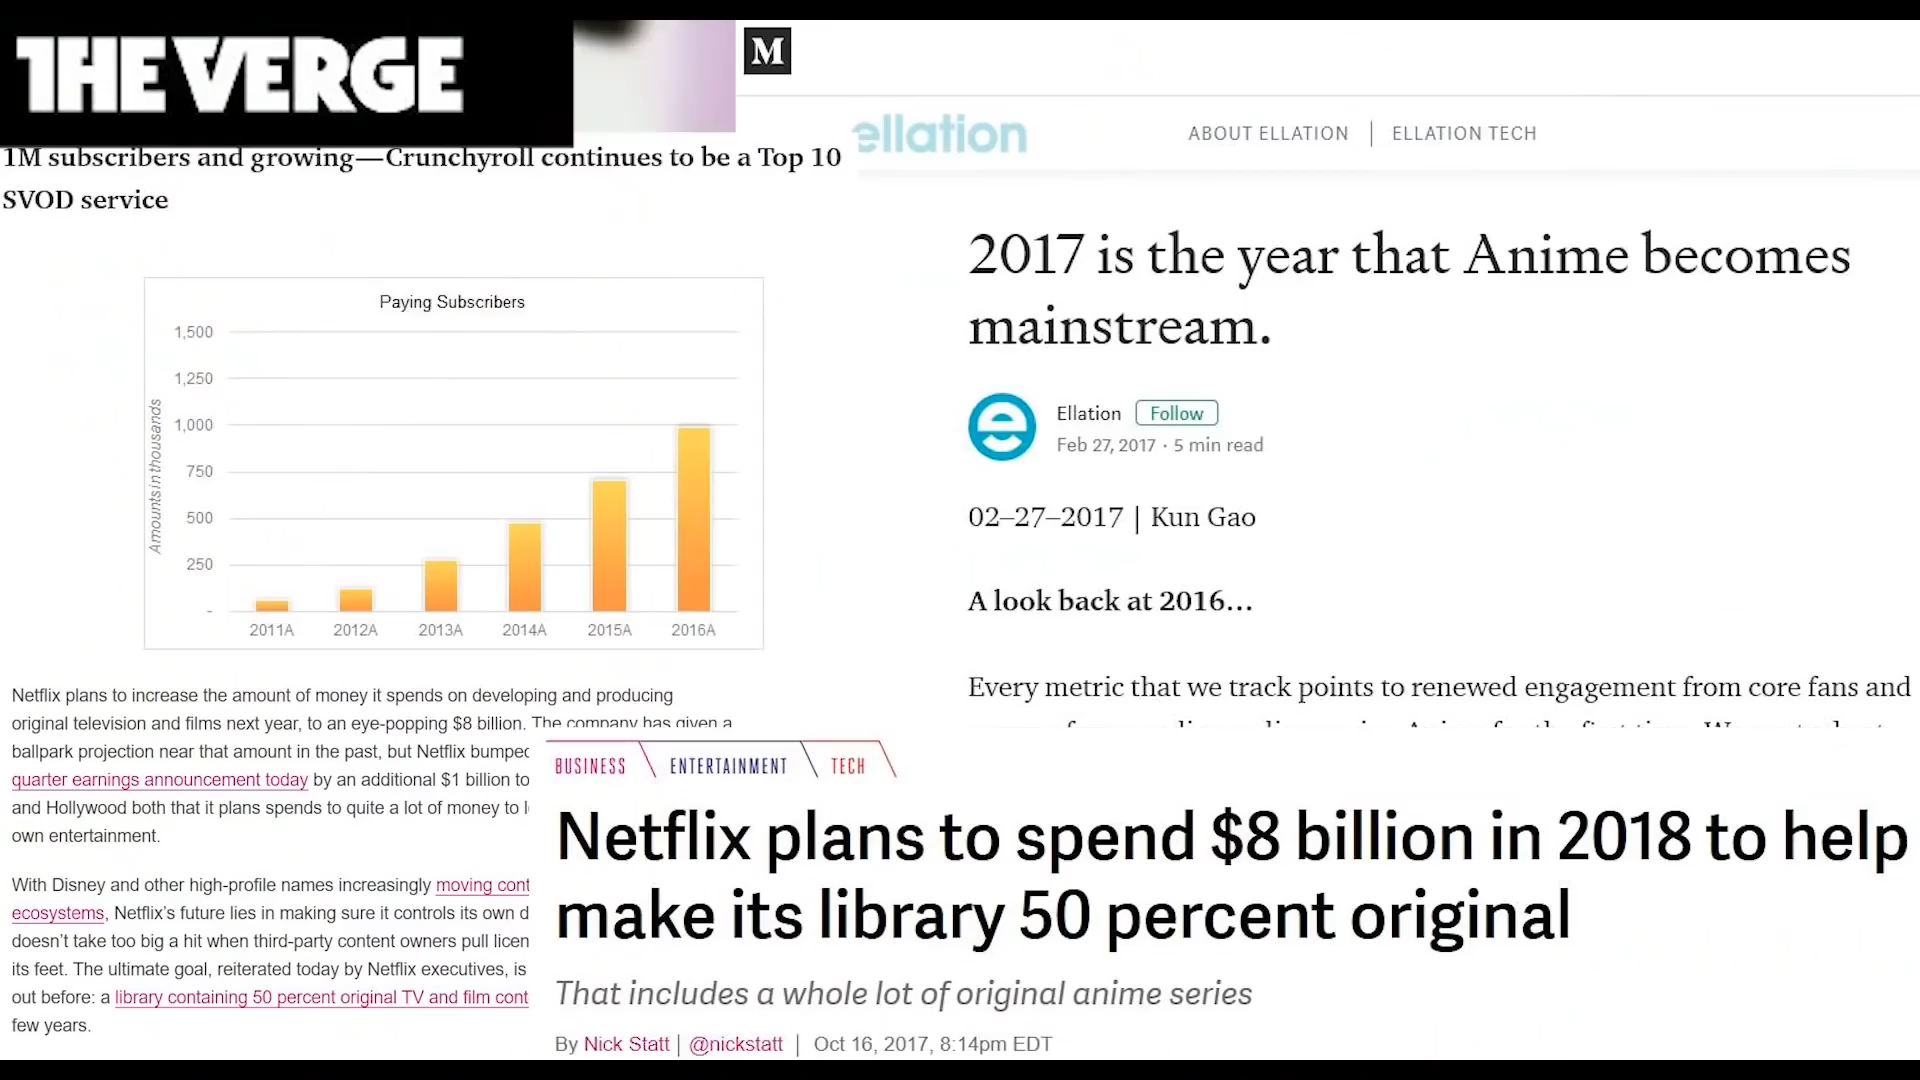 THE VERGE
1M subscribers and growing—Crunchyroll continues to be a Top 10
SVOD service
Paying Subscribers
Amounts in thousands
1,500
1,250
1,000
750
500
250
-
2011A 2012A 2013A 2014A 2015A 2016A
Netflix plans to increase the amount of money it spends on developing and producing
original television and films next year, to an eye-popping $8 billion. The company has given a
ballpark projection near that amount in the past, but Netflix bumped
quarter earnings announcement today by an additional $1 billion to
and Hollywood both that it plans spends to quite a lot of money to
own entertainment.
With Disney and other high-profile names increasingly moving cont
ecosystems, Netflix's future lies in making sure it controls its own d
doesn't take too big a hit when third-party content owners pull licen
its feet. The ultimate goal, reiterated today by Netflix executives, is
out before: a library containing 50 percent original TV and film cont
few years.
M
ellation
ABOUT ELLATION | ELLATION TECH
2017 is the year that Anime becomes
mainstream.
Ellation Follow
Feb 27, 2017 · 5 min read
02–27–2017 | Kun Gao
A look back at 2016…
Every metric that we track points to renewed engagement from core fans and
BUSINESS \ ENTERTAINMENT \ TECH \
Netflix plans to spend $8 billion in 2018 to help
make its library 50 percent original
That includes a whole lot of original anime series
By Nick Statt | @nickstatt | Oct 16, 2017, 8:14pm EDT